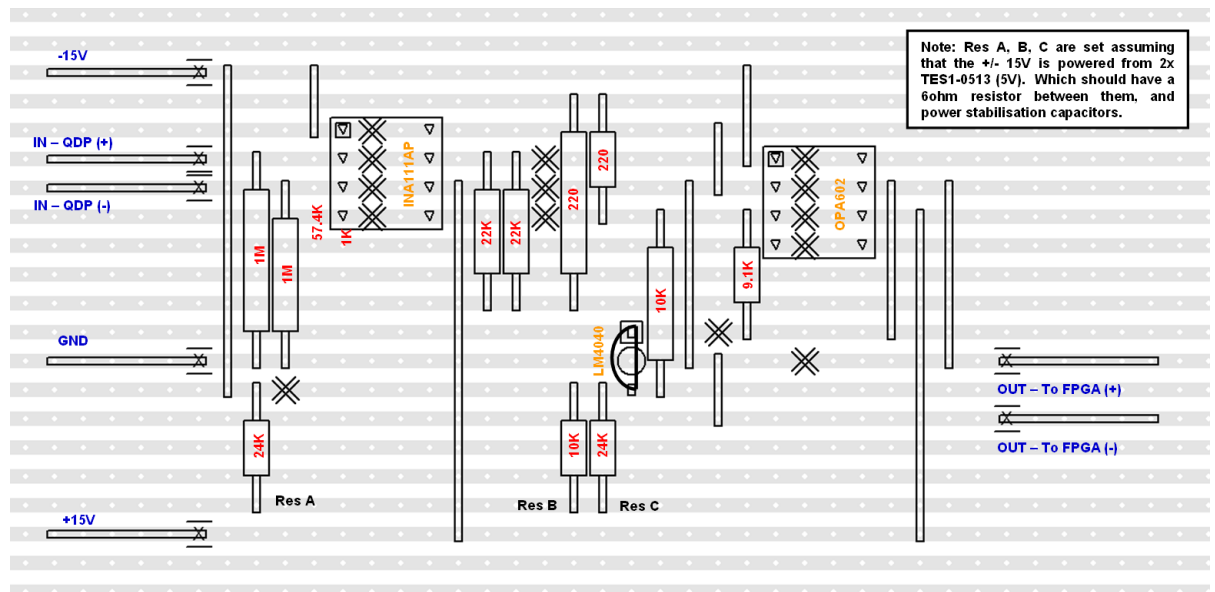 -15V
Note: Res A, B, C are set assuming
that the +/- 15V is powered from 2x
TES1-0513 (5V). Which should have a
6ohm resistor between them, and
power stabilisation capacitors.
IN – QDP (+)
IN – QDP (-)
INA111AP
57.4K
1K
1M
1M
22K
22K
220
220
10K
9.1K
OPA602
GND
LM4040
OUT – To FPGA (+)
OUT – To FPGA (-)
24K
Res A
10K
24K
Res B
Res C
+15V